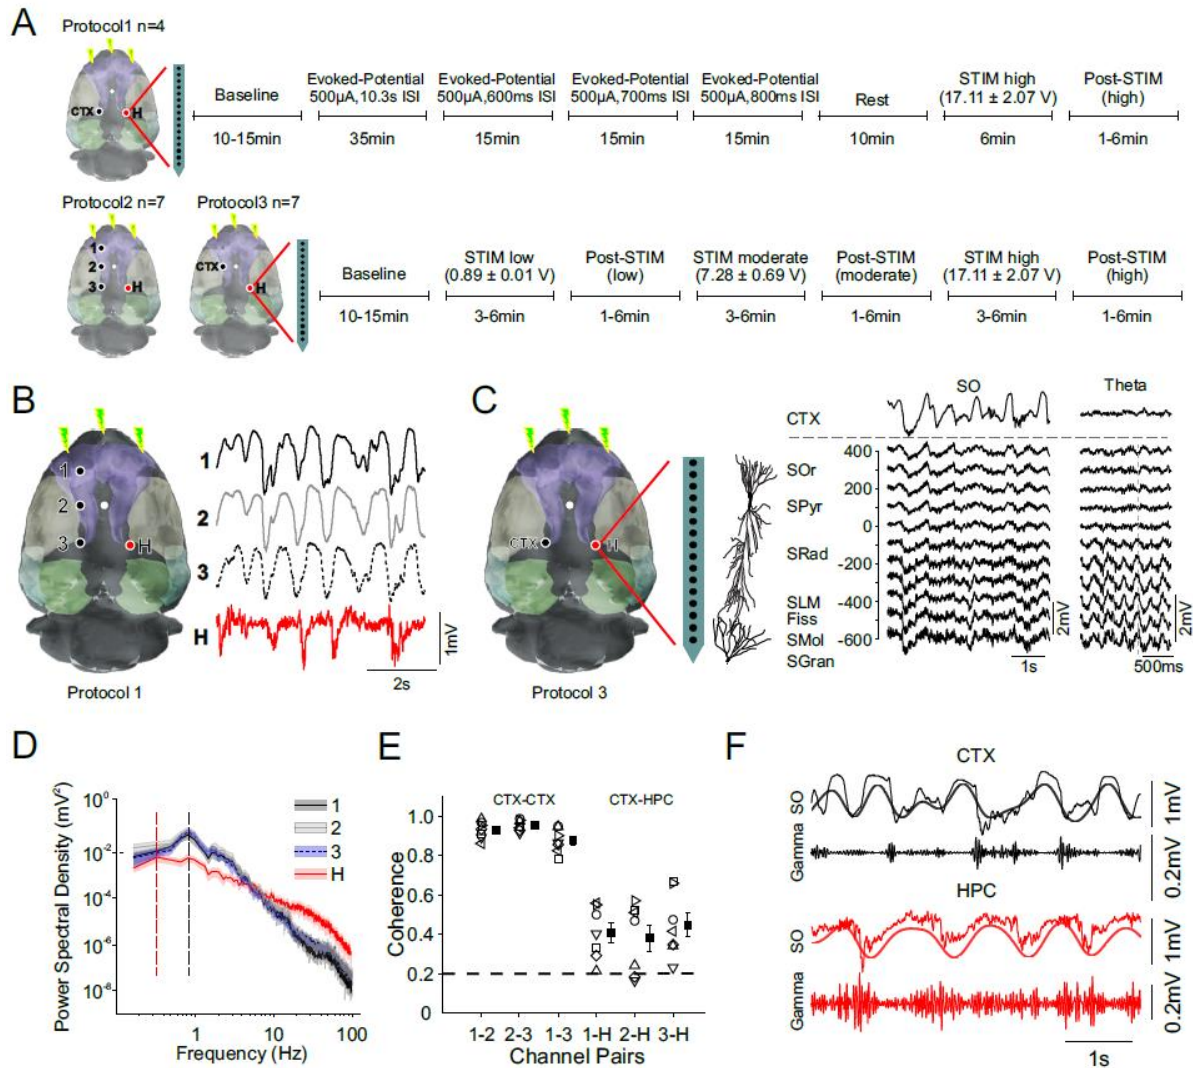 A
Protocol1 n=4
CTX
H
Baseline
10-15min
Evoked-Potential
500µA,10.3s ISI
35min
Evoked-Potential
500µA,600ms ISI
15min
Evoked-Potential
500µA,700ms ISI
15min
Evoked-Potential
500µA,800ms ISI
15min
Rest
10min
STIM high
(17.11 ± 2.07 V)
6min
Post-STIM
(high)
1-6min
Protocol2 n=7
1
2
3
H
Protocol3 n=7
CTX
H
Baseline
10-15min
STIM low
(0.89 ± 0.01 V)
3-6min
Post-STIM
(low)
1-6min
STIM moderate
(7.28 ± 0.69 V)
3-6min
Post-STIM
(moderate)
1-6min
STIM high
(17.11 ± 2.07 V)
3-6min
Post-STIM
(high)
1-6min
B
1
2
3
H
Protocol 1
1
2
3
H
1mV
2s
C
CTX
H
Protocol 3
SO
Theta
CTX
SOr
SPyr
SRad
SLM
Fiss
SMol
SGran
400
200
0
-200
-400
-600
2mV
1s
2mV
500ms
D
Power Spectral Density (mV²)
10⁰
10⁻²
10⁻⁴
10⁻⁶
10⁻⁸
1
2
3
H
1 10 100
Frequency (Hz)
E
CTX-CTX
CTX-HPC
Coherence
1.0
0.8
0.6
0.4
0.2
0
1-2 2-3 1-3 1-H 2-H 3-H
Channel Pairs
F
CTX
SO
1mV
Gamma
0.2mV
HPC
SO
1mV
Gamma
0.2mV
1s